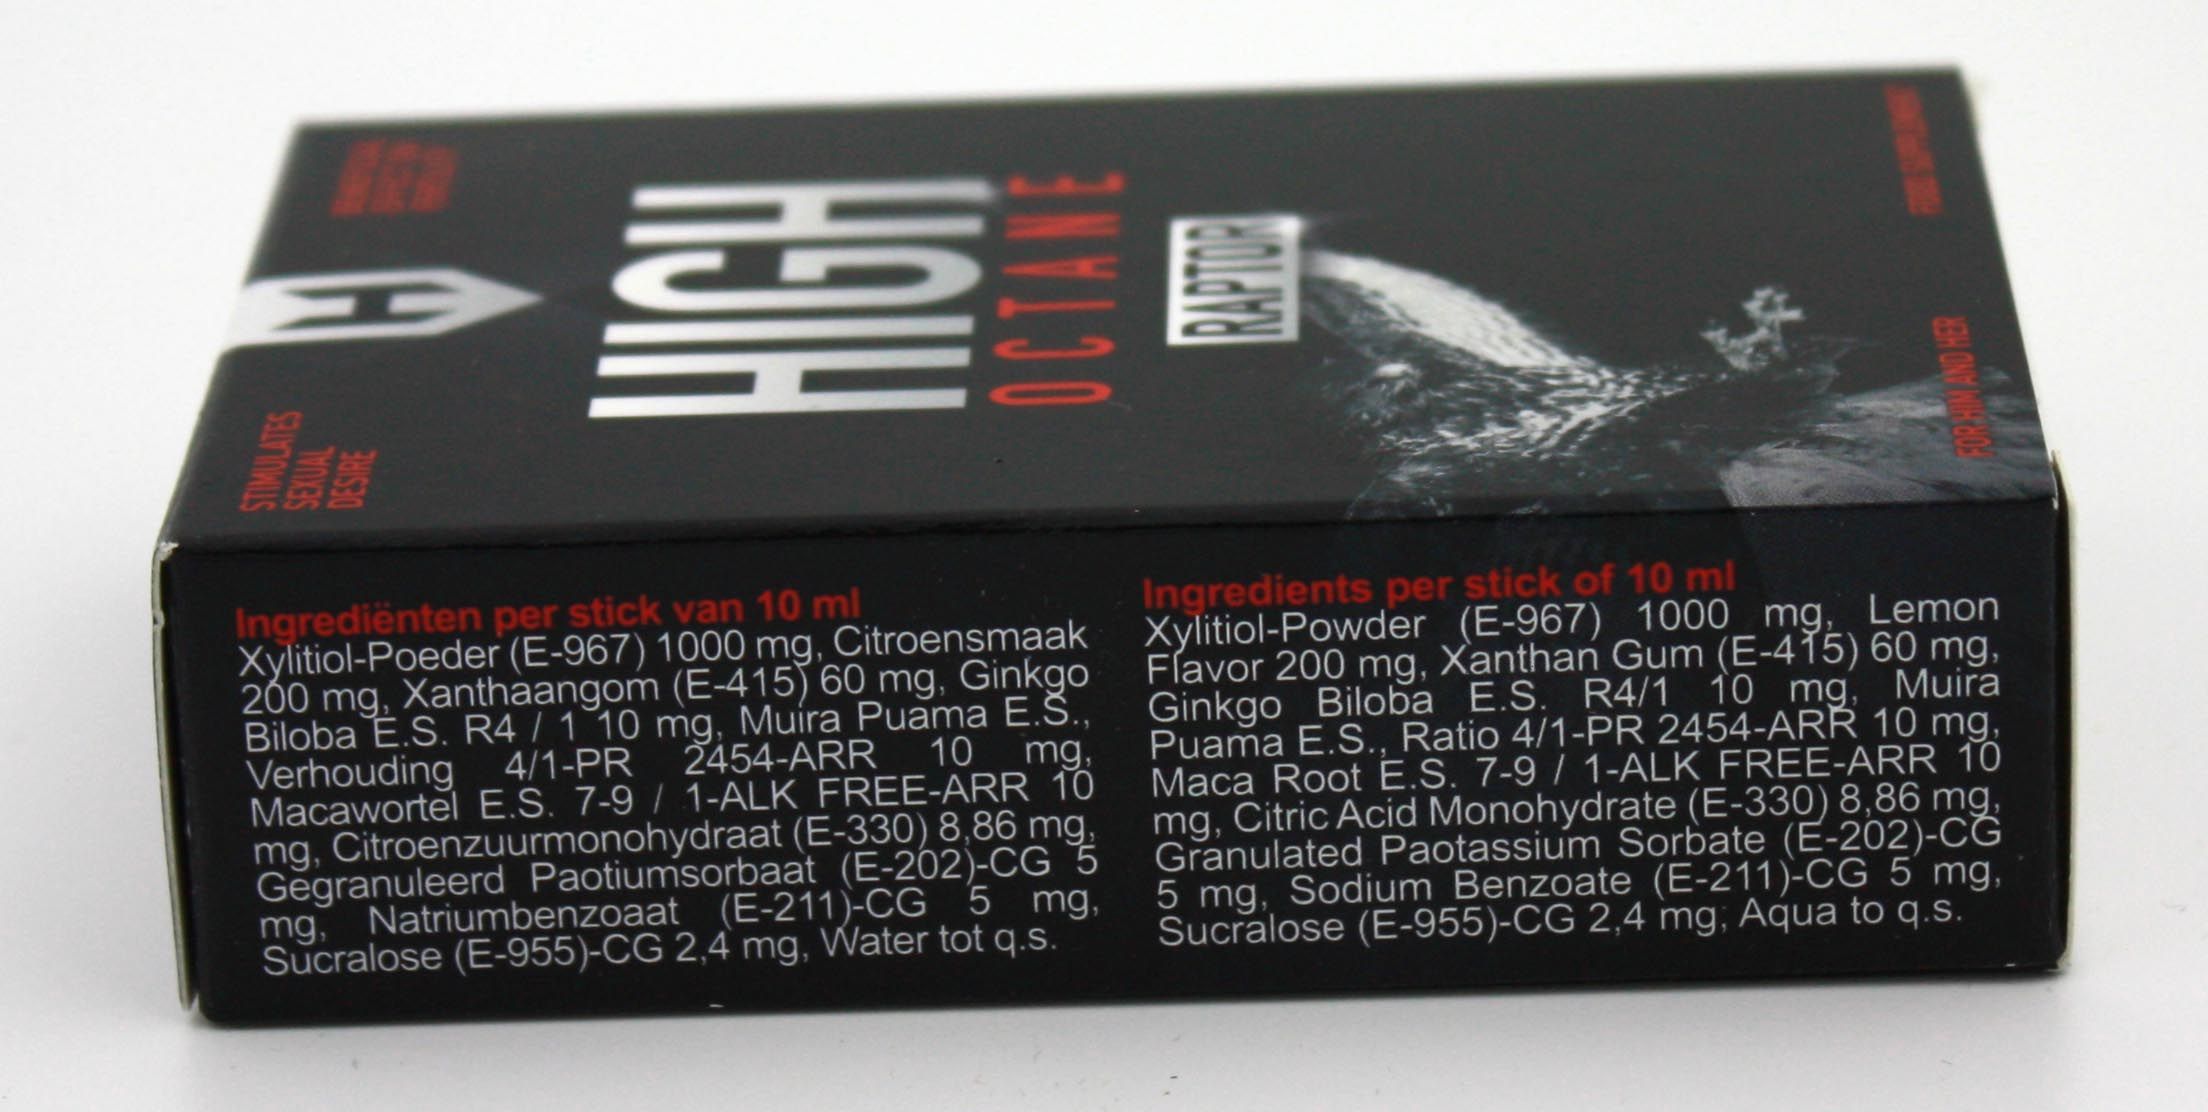 STIMULATES
SEXUAL
DESIRE
HIGH
OCTANE
RAPTOR
FOOD SUPPLEMENT
FOR HIM AND HER
Ingrediënten per stick van 10 ml
Xylitiol-Poeder (E-967) 1000 mg, Citroensmaak
200 mg, Xanthaangom (E-415) 60 mg, Ginkgo
Biloba E.S. R4 / 1 10 mg, Muira Puama E.S.,
Verhouding 4/1-PR 2454-ARR 10 mg,
Macawortel E.S. 7-9 / 1-ALK FREE-ARR 10
mg, Citroenzuurmonohydraat (E-330) 8,86 mg,
Gegranuleerd Paotiumsorbaat (E-202)-CG 5
mg, Natriumbenzoaat (E-211)-CG 5 mg,
Sucralose (E-955)-CG 2,4 mg, Water tot q.s.
Ingredients per stick of 10 ml
Xylitiol-Powder (E-967) 1000 mg, Lemon
Flavor 200 mg, Xanthan Gum (E-415) 60 mg,
Ginkgo Biloba E.S. R4/1 10 mg, Muira
Puama E.S., Ratio 4/1-PR 2454-ARR 10 mg,
Maca Root E.S. 7-9 / 1-ALK FREE-ARR 10
mg, Citric Acid Monohydrate (E-330) 8,86 mg,
Granulated Paotassium Sorbate (E-202)-CG
5 mg, Sodium Benzoate (E-211)-CG 5 mg,
Sucralose (E-955)-CG 2,4 mg, Aqua to q.s.